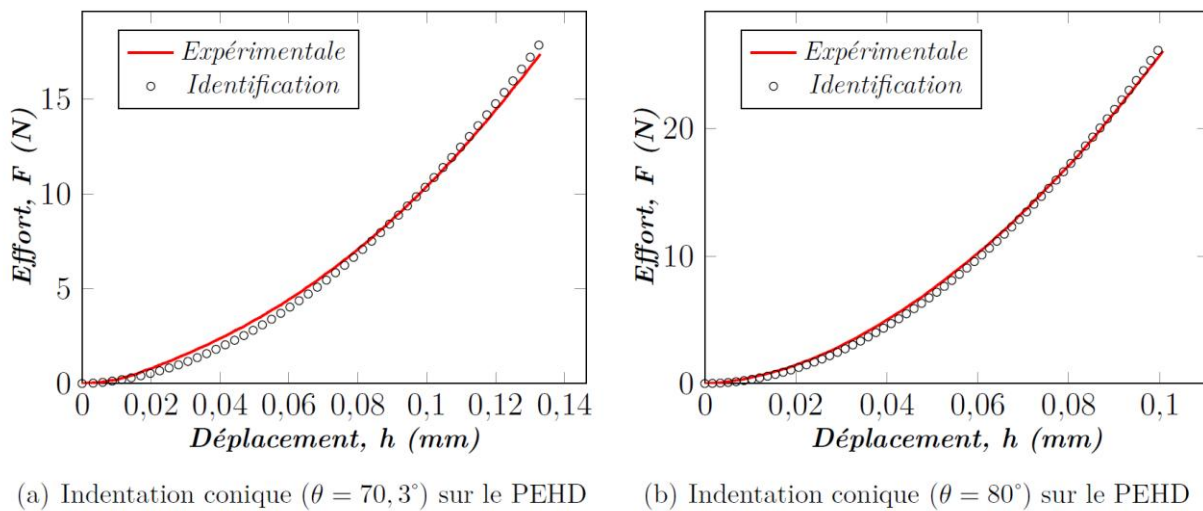 Expérimentale
Identification
15
10
5
0
Effort, F (N)
0 0,02 0,04 0,06 0,08 0,1 0,12 0,14
Déplacement, h (mm)
(a) Indentation conique (θ = 70, 3°) sur le PEHD
Expérimentale
Identification
20
10
0
Effort, F (N)
0 0,02 0,04 0,06 0,08 0,1
Déplacement, h (mm)
(b) Indentation conique (θ = 80°) sur le PEHD